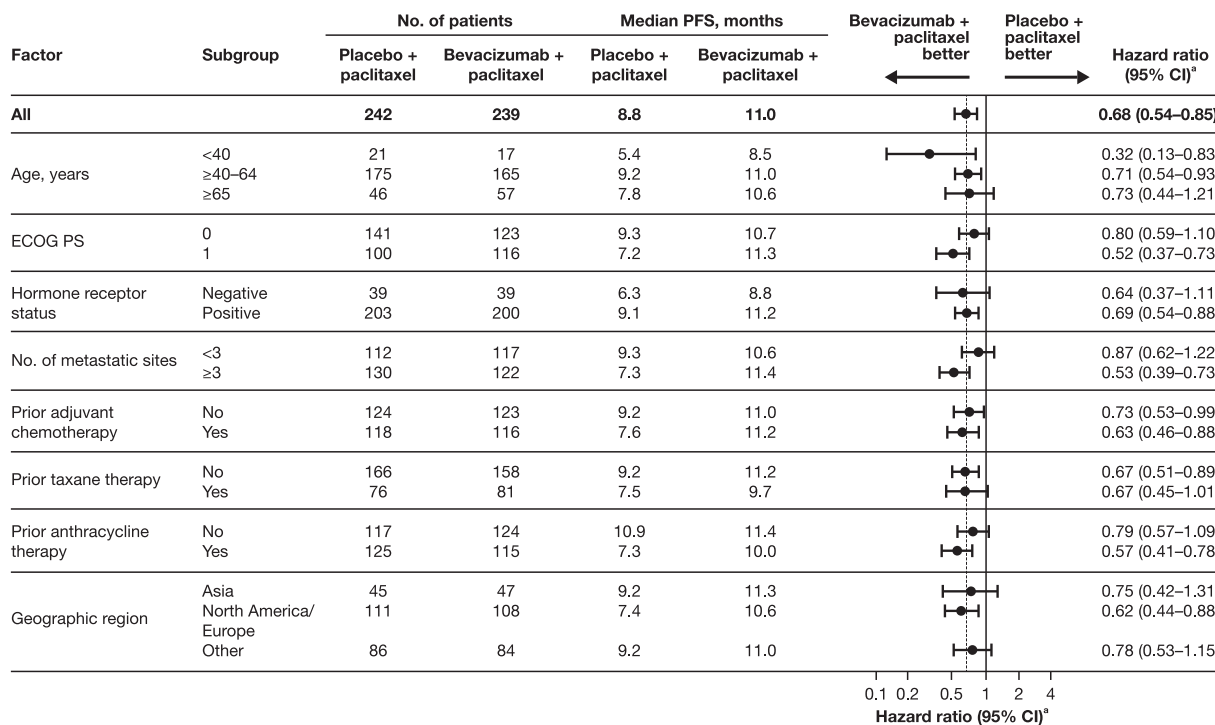 No. of patients Median PFS, months Bevacizumab + paclitaxel better Placebo + paclitaxel better
Factor Subgroup Placebo + paclitaxel Bevacizumab + paclitaxel Placebo + paclitaxel Bevacizumab + paclitaxel Hazard ratio (95% CI)a
All 242 239 8.8 11.0 0.68 (0.54–0.85)
<40 21 17 5.4 8.5 0.32 (0.13–0.83
Age, years ≥40–64 175 165 9.2 11.0 0.71 (0.54–0.93
≥65 46 57 7.8 10.6 0.73 (0.44–1.21
ECOG PS 0 141 123 9.3 10.7 0.80 (0.59–1.10
1 100 116 7.2 11.3 0.52 (0.37–0.73
Hormone receptor Negative 39 39 6.3 8.8 0.64 (0.37–1.11
status Positive 203 200 9.1 11.2 0.69 (0.54–0.88
No. of metastatic sites <3 112 117 9.3 10.6 0.87 (0.62–1.22
≥3 130 122 7.3 11.4 0.53 (0.39–0.73
Prior adjuvant No 124 123 9.2 11.0 0.73 (0.53–0.99
chemotherapy Yes 118 116 7.6 11.2 0.63 (0.46–0.88
Prior taxane therapy No 166 158 9.2 11.2 0.67 (0.51–0.89
Yes 76 81 7.5 9.7 0.67 (0.45–1.01
Prior anthracycline No 117 124 10.9 11.4 0.79 (0.57–1.09
therapy Yes 125 115 7.3 10.0 0.57 (0.41–0.78
Asia 45 47 9.2 11.3 0.75 (0.42–1.31
Geographic region North America/ 111 108 7.4 10.6 0.62 (0.44–0.88
Europe
Other 86 84 9.2 11.0 0.78 (0.53–1.15
0.1 0.2 0.5 1 2 4
Hazard ratio (95% CI)a